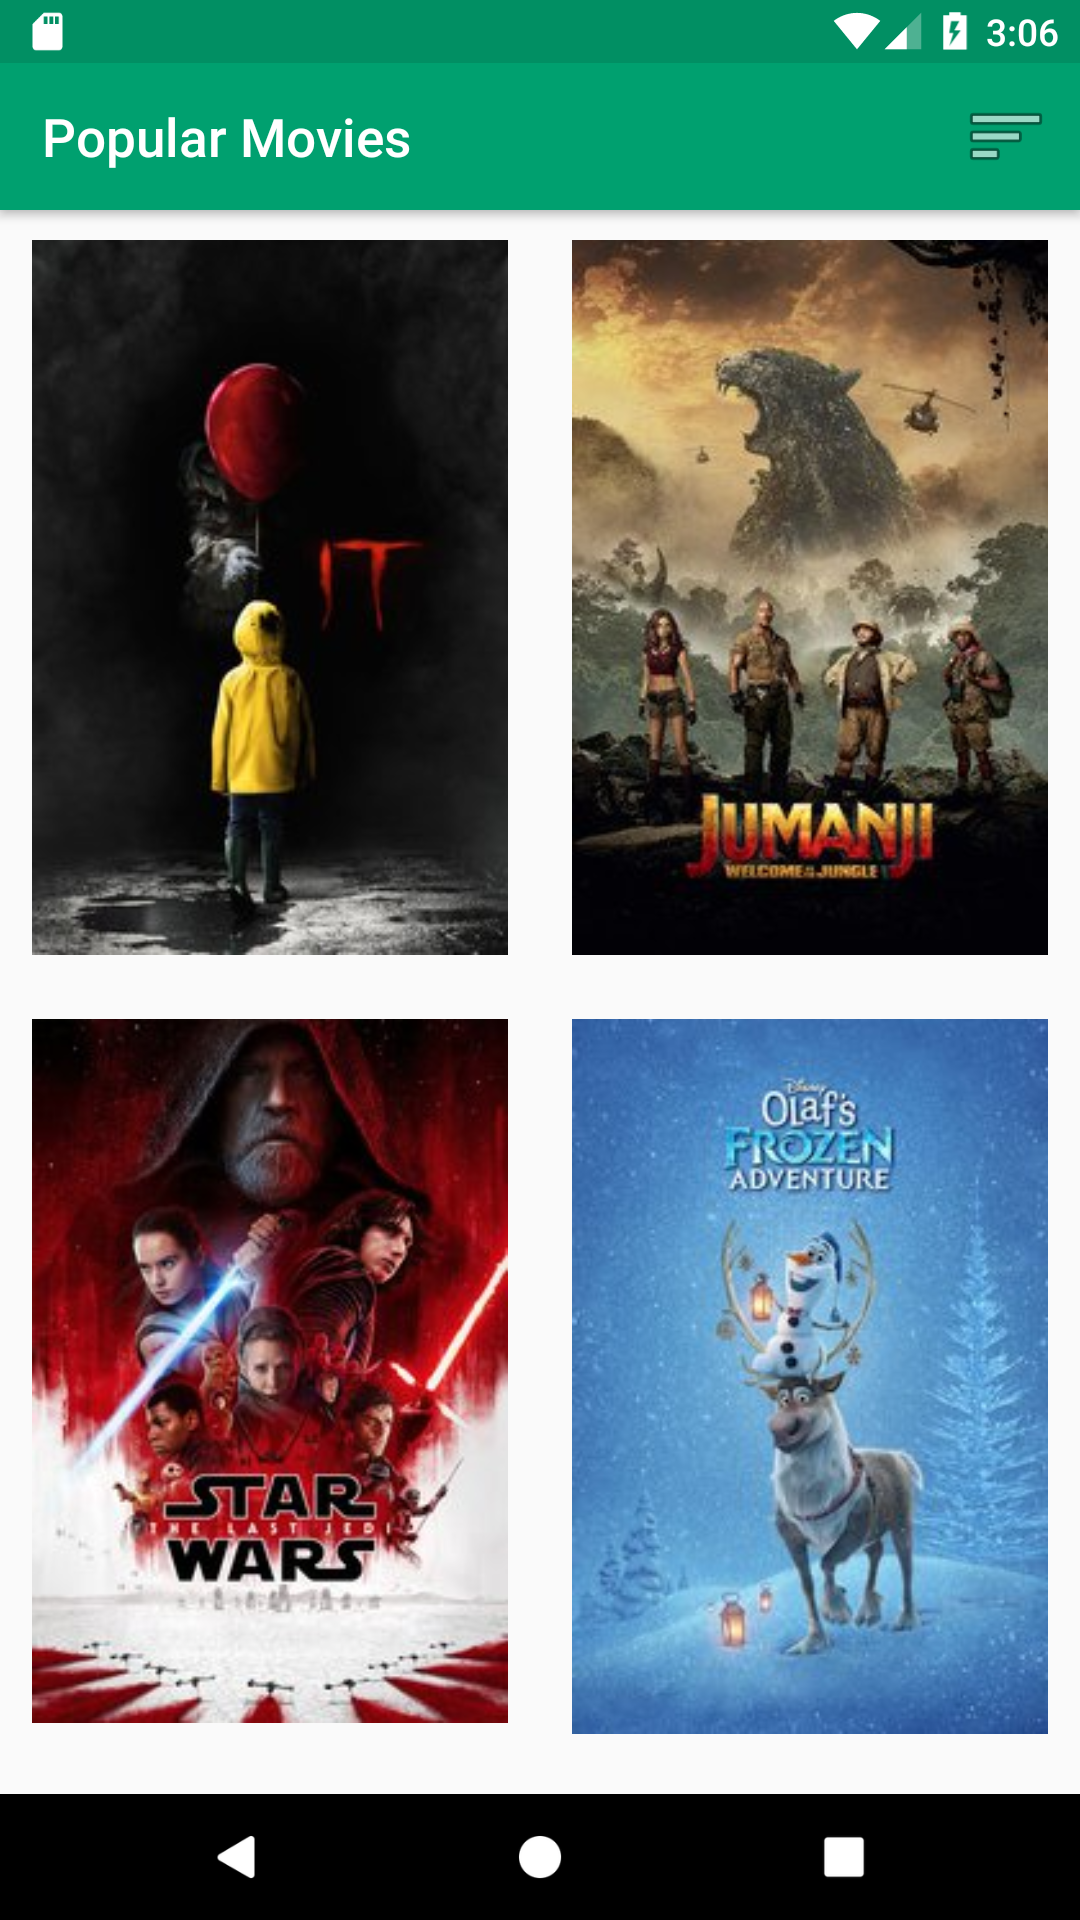 3:06
Popular Movies
IT
JUMANJI
WELCOME TO THE JUNGLE
Disney
Olaf's
FROZEN
ADVENTURE
STAR
THE LAST JEDI
WARS